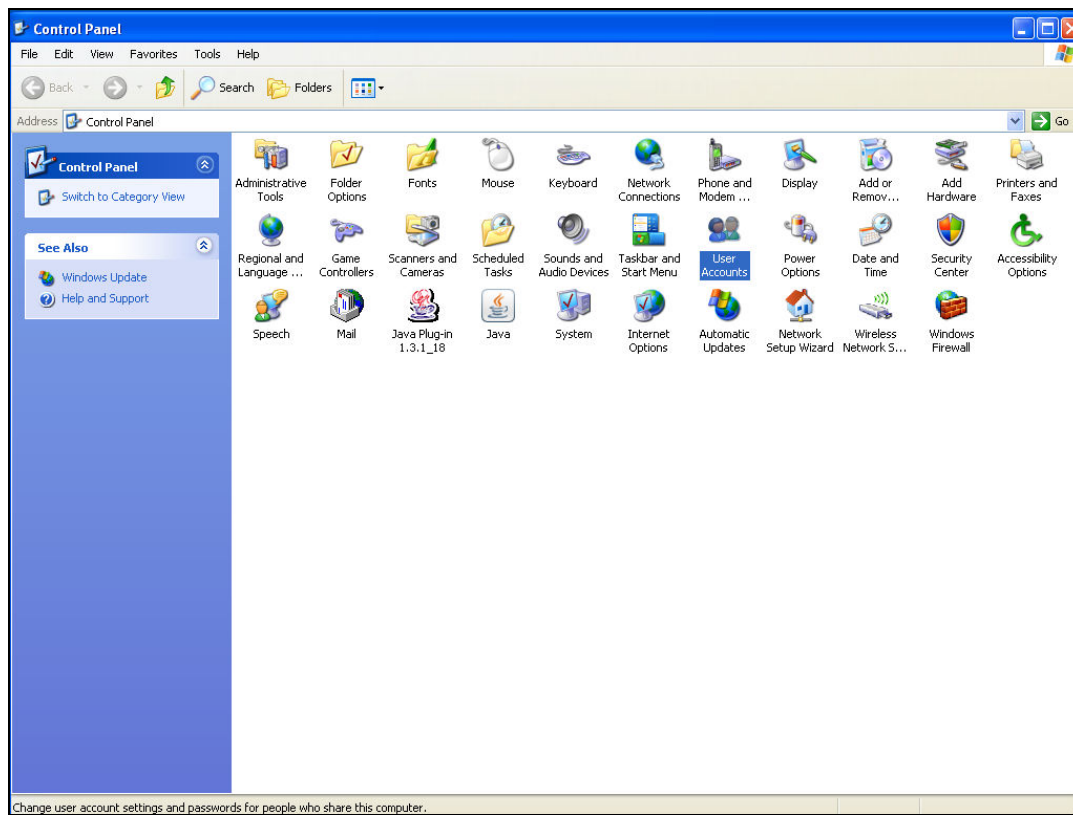 Control Panel
File Edit View Favorites Tools Help
Back Search Folders
Address Control Panel Go
Control Panel
Switch to Category View
See Also
Windows Update
Help and Support
Administrative Tools
Folder Options
Fonts
Mouse
Keyboard
Network Connections
Phone and Modem ...
Display
Add or Remov...
Add Hardware
Printers and Faxes
Regional and Language ...
Game Controllers
Scanners and Cameras
Scheduled Tasks
Sounds and Audio Devices
Taskbar and Start Menu
User Accounts
Power Options
Date and Time
Security Center
Accessibility Options
Speech
Mail
Java Plug-in 1.3.1_18
Java
System
Internet Options
Automatic Updates
Network Setup Wizard
Wireless Network S...
Windows Firewall
Change user account settings and passwords for people who share this computer.